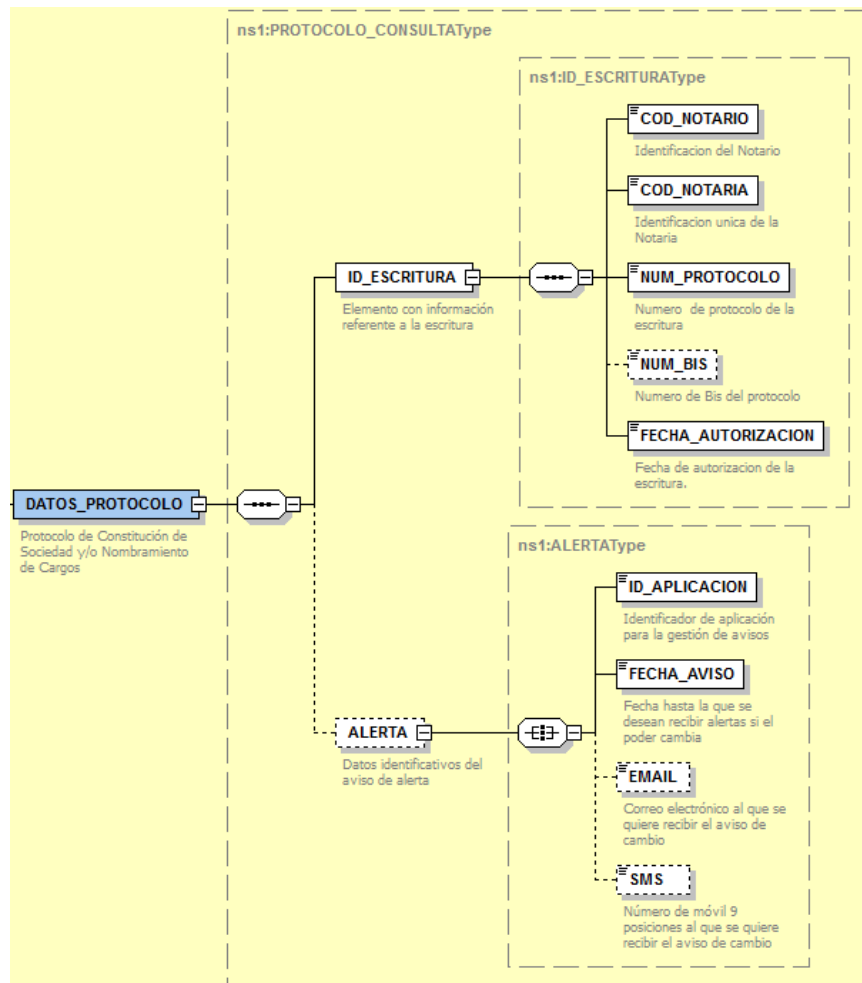 ns1:PROTOCOLO_CONSULTAType
ns1:ID_ESCRITURAType
COD_NOTARIO
Identificacion del Notario
COD_NOTARIA
Identificacion unica de la
Notaria
ID_ESCRITURA
Elemento con información
referente a la escritura
NUM_PROTOCOLO
Numero de protocolo de la
escritura
NUM_BIS
Numero de Bis del protocolo
FECHA_AUTORIZACION
Fecha de autorizacion de la
escritura.
DATOS_PROTOCOLO
Protocolo de Constitución de
Sociedad y/o Nombramiento
de Cargos
ns1:ALERTAType
ID_APLICACION
Identificador de aplicación
para la gestión de avisos
FECHA_AVISO
Fecha hasta la que se
desean recibir alertas si el
poder cambia
ALERTA
Datos identificativos del
aviso de alerta
EMAIL
Correo electrónico al que se
quiere recibir el aviso de
cambio
SMS
Número de móvil 9
posiciones al que se quiere
recibir el aviso de cambio